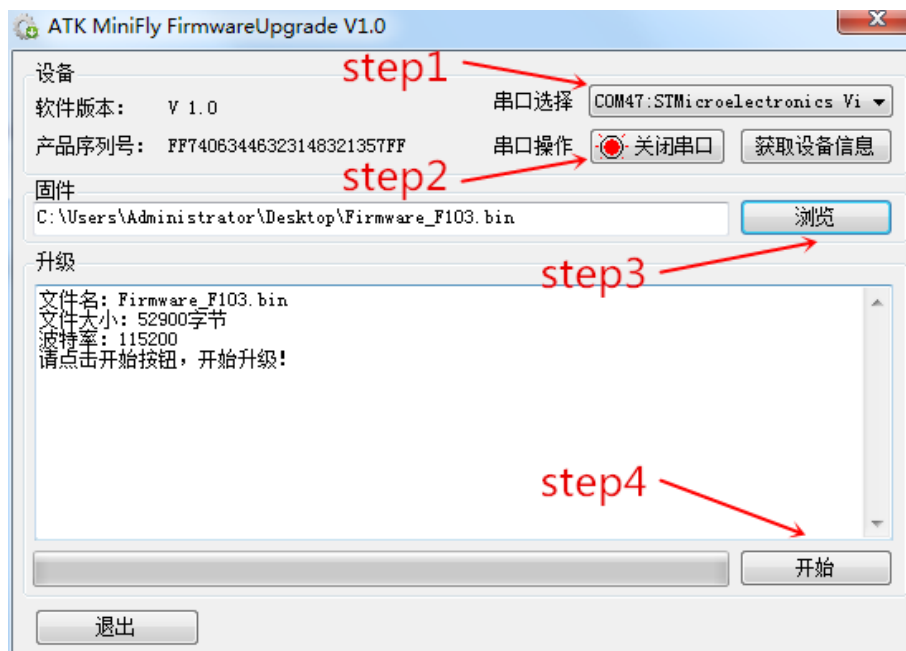 ATK MiniFly FirmwareUpgrade V1.0
step1
设备
软件版本： V 1.0
串口选择 COM47:STMicroelectronics Vi
产品序列号： FF740634463231483213​57FF
串口操作 关闭串口 获取设备信息
step2
固件
C:\Users\Administrator\Desktop\Firmware_F103.bin
浏览
step3
升级
文件名：Firmware_F103.bin
文件大小：52900字节
波特率：115200
请点击开始按钮，开始升级！
step4
开始
退出